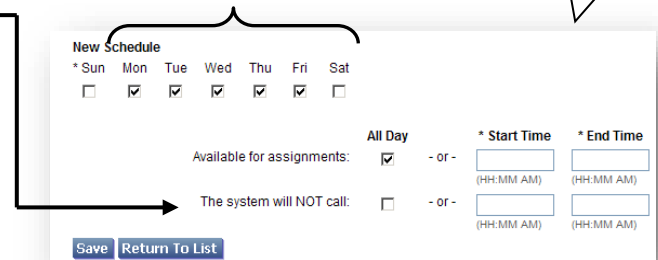 New Schedule
* Sun Mon Tue Wed Thu Fri Sat
All Day * Start Time * End Time
Available for assignments: - or -
(HH:MM AM) (HH:MM AM)
The system will NOT call: - or -
(HH:MM AM) (HH:MM AM)
Save Return To List